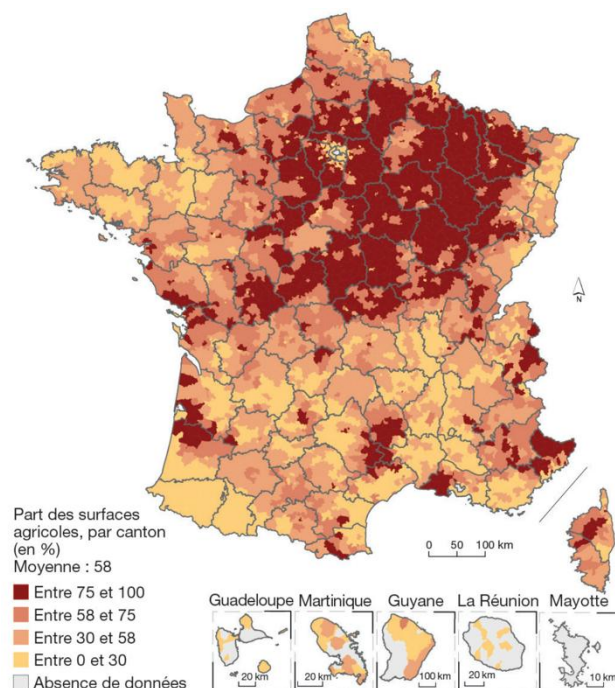 N
Part des surfaces
agricoles, par canton
(en %)
Moyenne : 58
Entre 75 et 100
Entre 58 et 75
Entre 30 et 58
Entre 0 et 30
Absence de données
0 50 100 km
Guadeloupe
20 km
Martinique
20 km
Guyane
100 km
La Réunion
20 km
Mayotte
10 km